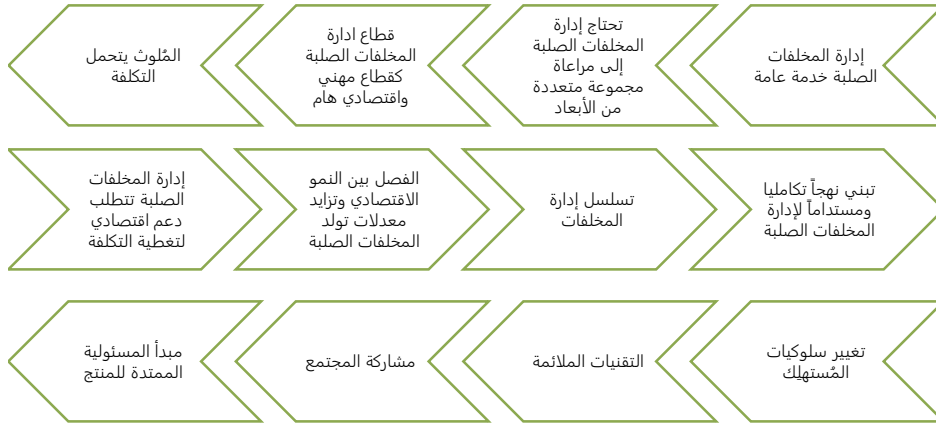 إدارة المخلفات
الصلبة خدمة عامة
تحتاج إدارة
المخلفات الصلبة
إلى مراعاة
مجموعة متعددة
من الأبعاد
قطاع ادارة
المخلفات الصلبة
كقطاع مهني
واقتصادي هام
المُلوث يتحمل
التكلفة
إدارة المخلفات
الصلبة تتطلب
دعم اقتصادي
لتغطية التكلفة
الفصل بين النمو
الاقتصادي وتزايد
معدلات تولد
المخلفات الصلبة
تسلسل إدارة
المخلفات
تبني نهجاً تكامليا
ومستداماً لإدارة
المخلفات الصلبة
تغيير سلوكيات
المُستهلِك
التقنيات الملائمة
مشاركة المجتمع
مبدأ المسئولية
الممتدة للمنتج